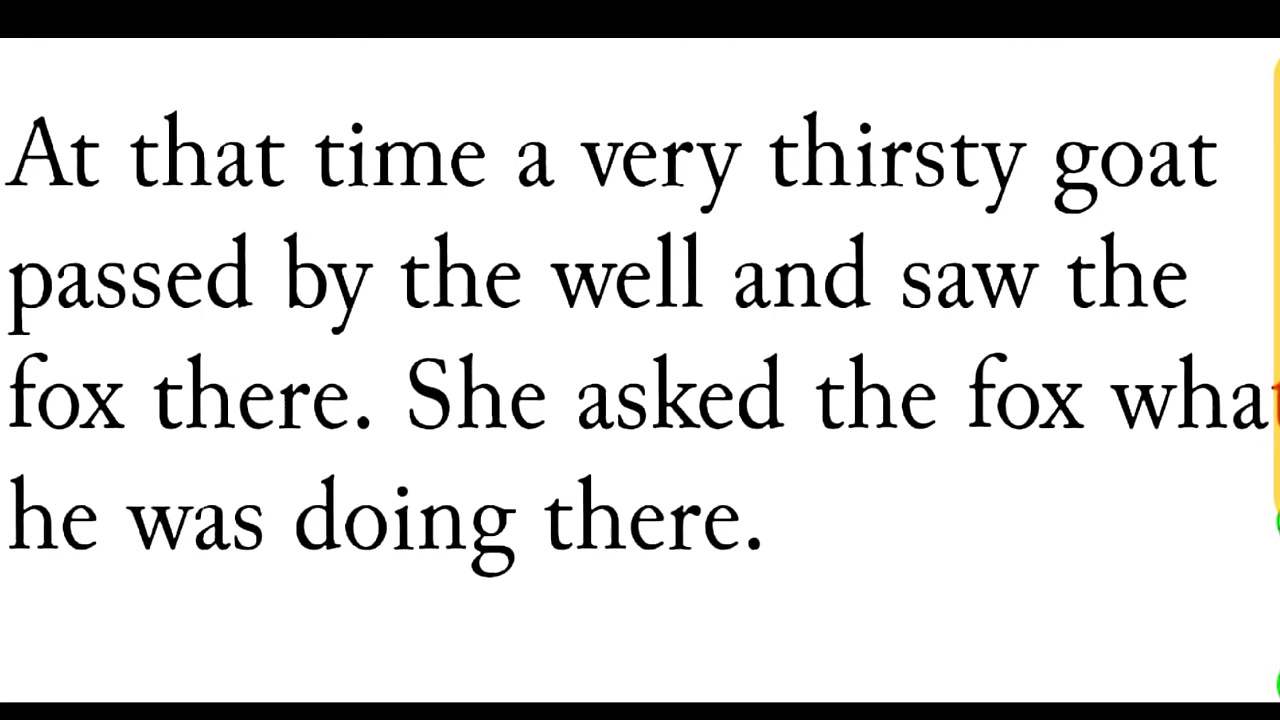 At that time a very thirsty goat
passed by the well and saw the
fox there. She asked the fox wha
he was doing there.